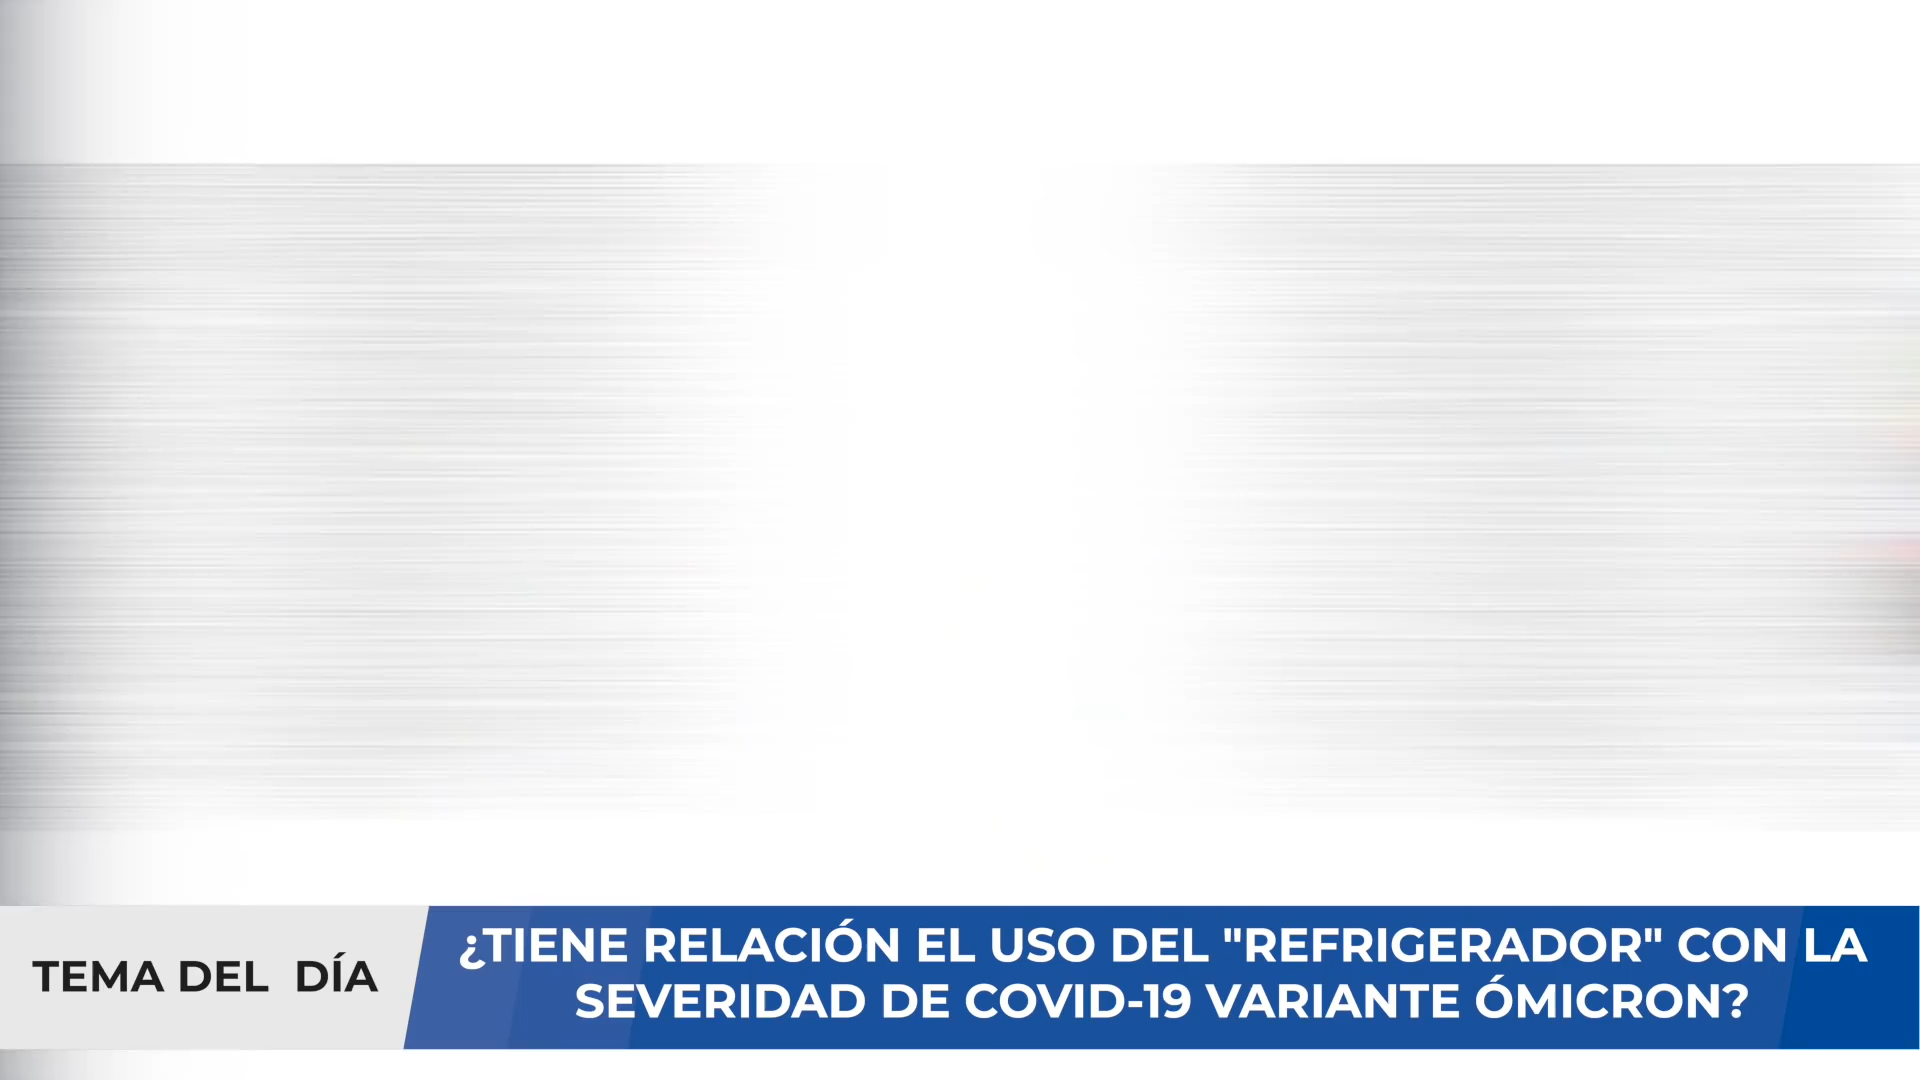 TEMA DEL DÍA
¿TIENE RELACIÓN EL USO DEL "REFRIGERADOR" CON LA
SEVERIDAD DE COVID-19 VARIANTE ÓMICRON?